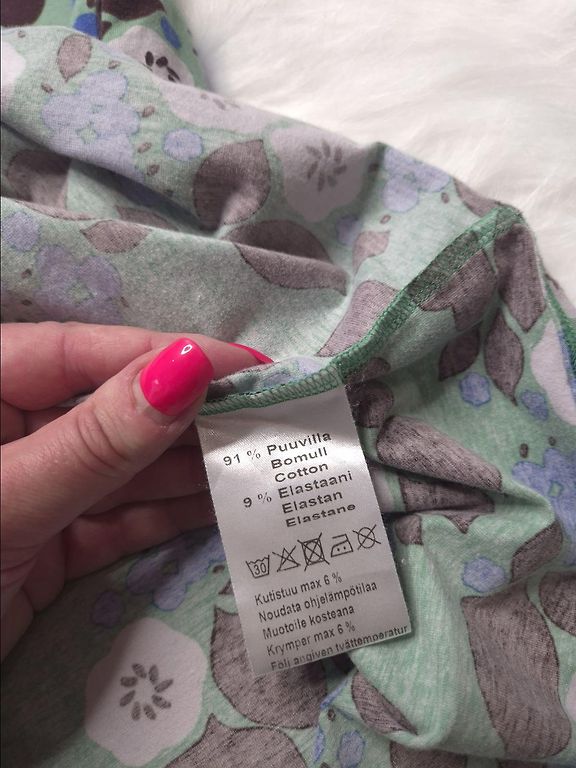 91 % Puuvilla
Bomull
Cotton
9 % Elastaani
Elastan
Elastane
30
Kutistuu max 6 %
Noudata ohjelämpötilaa
Muotoile kosteana
Krymper max 6 %
Följ angiven tvättemperatur